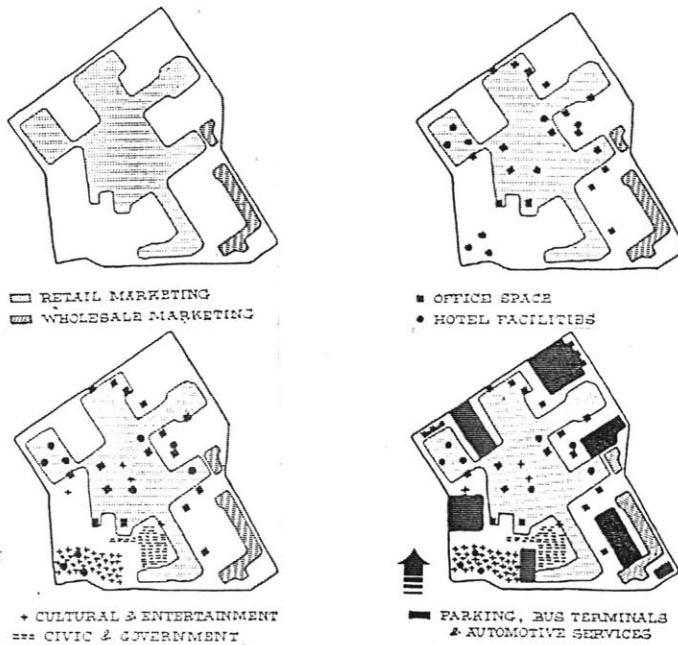 RETAIL MARKETING
WHOLESALE MARKETING
OFFICE SPACE
HOTEL FACILITIES
CULTURAL & ENTERTAINMENT
CIVIC & GOVERNMENT
PARKING, BUS TERMINALS
& AUTOMOTIVE SERVICES